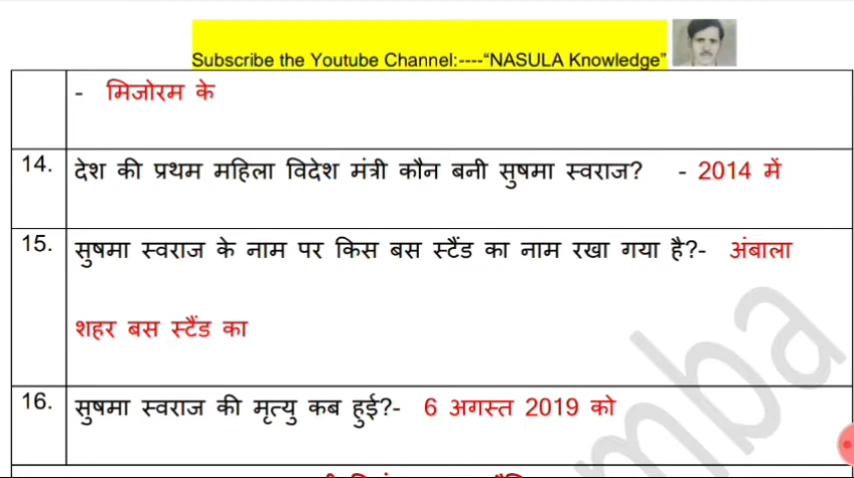 Subscribe the Youtube Channel:----“NASULA Knowledge”
- मिजोरम के
14. देश की प्रथम महिला विदेश मंत्री कौन बनी सुषमा स्वराज? - 2014 में
15. सुषमा स्वराज के नाम पर किस बस स्टैंड का नाम रखा गया है?- अंबाला
शहर बस स्टैंड का
16. सुषमा स्वराज की मृत्यु कब हुई?- 6 अगस्त 2019 को